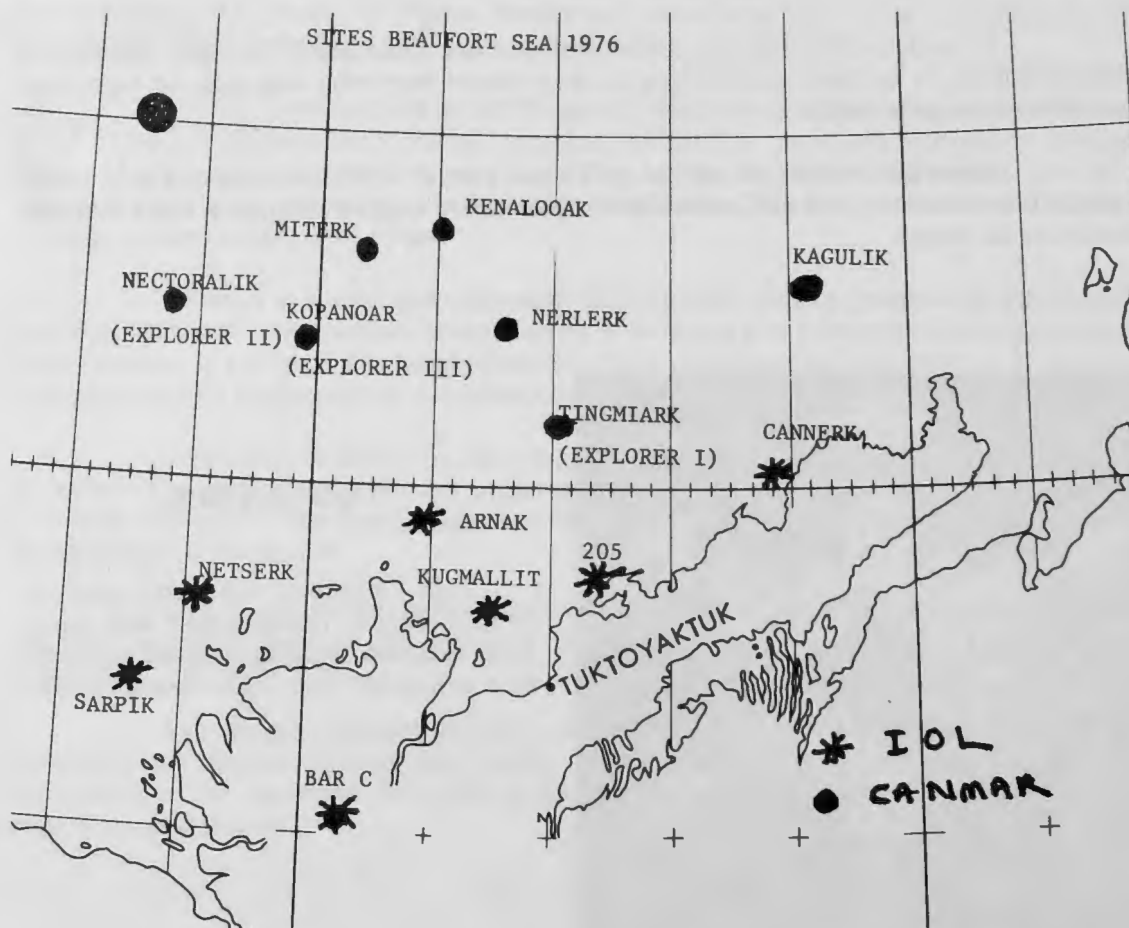 SITES BEAUFORT SEA 1976
KENALOOAK
MITERK
KAGULIK
NECTORALIK
KOPANOAR
NERLERK
(EXPLORER II)
(EXPLORER III)
TINGMIARK
CANNERK
(EXPLORER I)
ARNAK
205
NETSERK
KUGMALLIT
TUKTOYAKTUK
SARPIK
IOL
BAR C
CANMAR